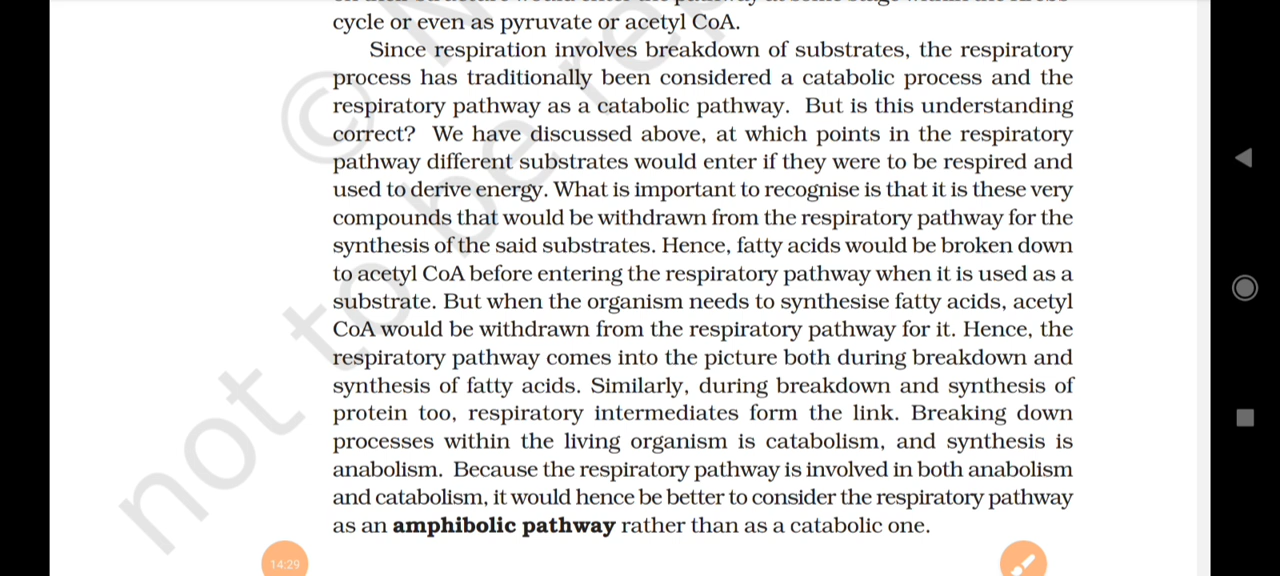 cycle or even as pyruvate or acetyl CoA.
Since respiration involves breakdown of substrates, the respiratory
process has traditionally been considered a catabolic process and the
respiratory pathway as a catabolic pathway. But is this understanding
correct? We have discussed above, at which points in the respiratory
pathway different substrates would enter if they were to be respired and
used to derive energy. What is important to recognise is that it is these very
compounds that would be withdrawn from the respiratory pathway for the
synthesis of the said substrates. Hence, fatty acids would be broken down
to acetyl CoA before entering the respiratory pathway when it is used as a
substrate. But when the organism needs to synthesise fatty acids, acetyl
CoA would be withdrawn from the respiratory pathway for it. Hence, the
respiratory pathway comes into the picture both during breakdown and
synthesis of fatty acids. Similarly, during breakdown and synthesis of
protein too, respiratory intermediates form the link. Breaking down
processes within the living organism is catabolism, and synthesis is
anabolism. Because the respiratory pathway is involved in both anabolism
and catabolism, it would hence be better to consider the respiratory pathway
as an amphibolic pathway rather than as a catabolic one.
not to be
14:29